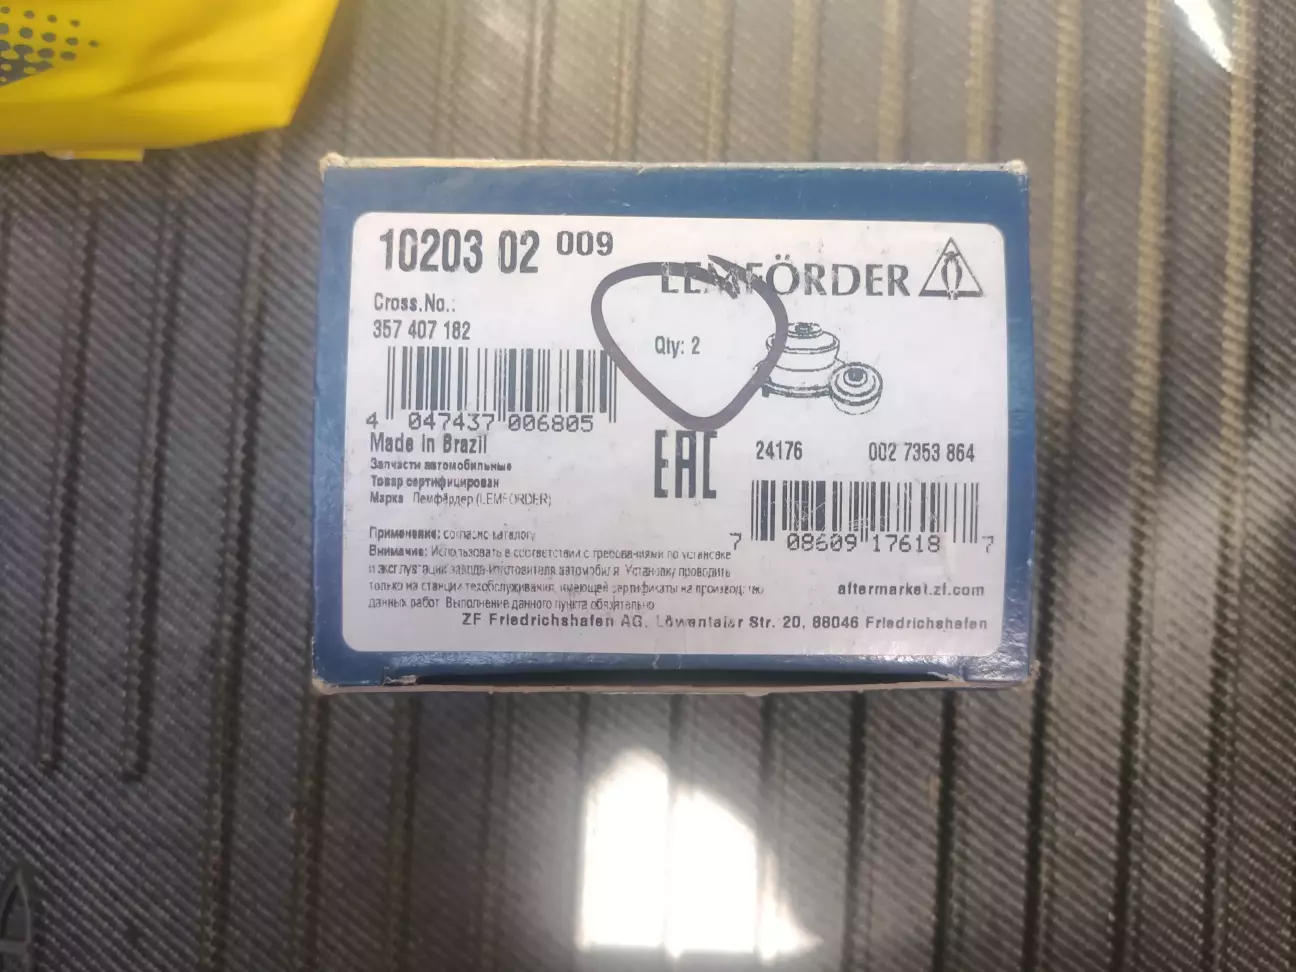 10203 02 009
LEMFÖRDER
Cross.No.:
357 407 182
Qty: 2
4 047437 006805
Made in Brazil
Запчасти автомобильные
Товар сертифицирован
Марка Лемфёрдер (LEMFÖRDER)
EAC
24176 002 7353 864
7 08609 17618 7
Применение: согласно каталогу
Внимание: Использовать в соответствии с требованиями по установке
и эксплуатации завода-изготовителя автомобиля. Установку проводить
только на станции техобслуживания, имеющей сертификаты на производство
данных работ. Выполнение данного пункта обязательно
aftermarket.zf.com
ZF Friedrichshafen AG, Löwentaler Str. 20, 88046 Friedrichshafen